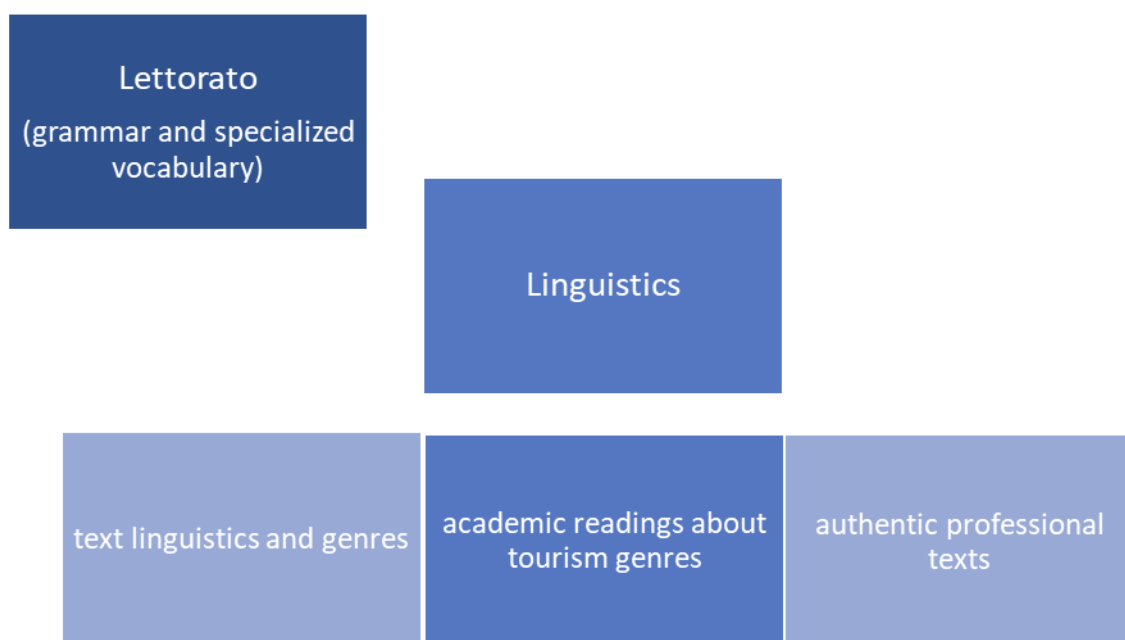 Lettorato
(grammar and specialized
vocabulary)
Linguistics
text linguistics and genres
academic readings about
tourism genres
authentic professional
texts